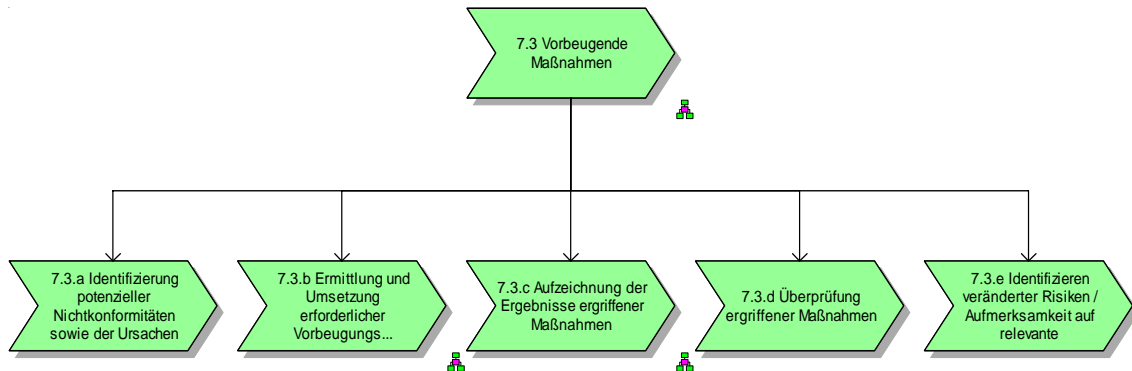 7.3 Vorbeugende
Maßnahmen
7.3.a Identifizierung
potenzieller
Nichtkonformitäten
sowie der Ursachen
7.3.b Ermittlung und
Umsetzung
erforderlicher
Vorbeugungs...
7.3.c Aufzeichnung der
Ergebnisse ergriffener
Maßnahmen
7.3.d Überprüfung
ergriffener Maßnahmen
7.3.e Identifizieren
veränderter Risiken /
Aufmerksamkeit auf
relevante